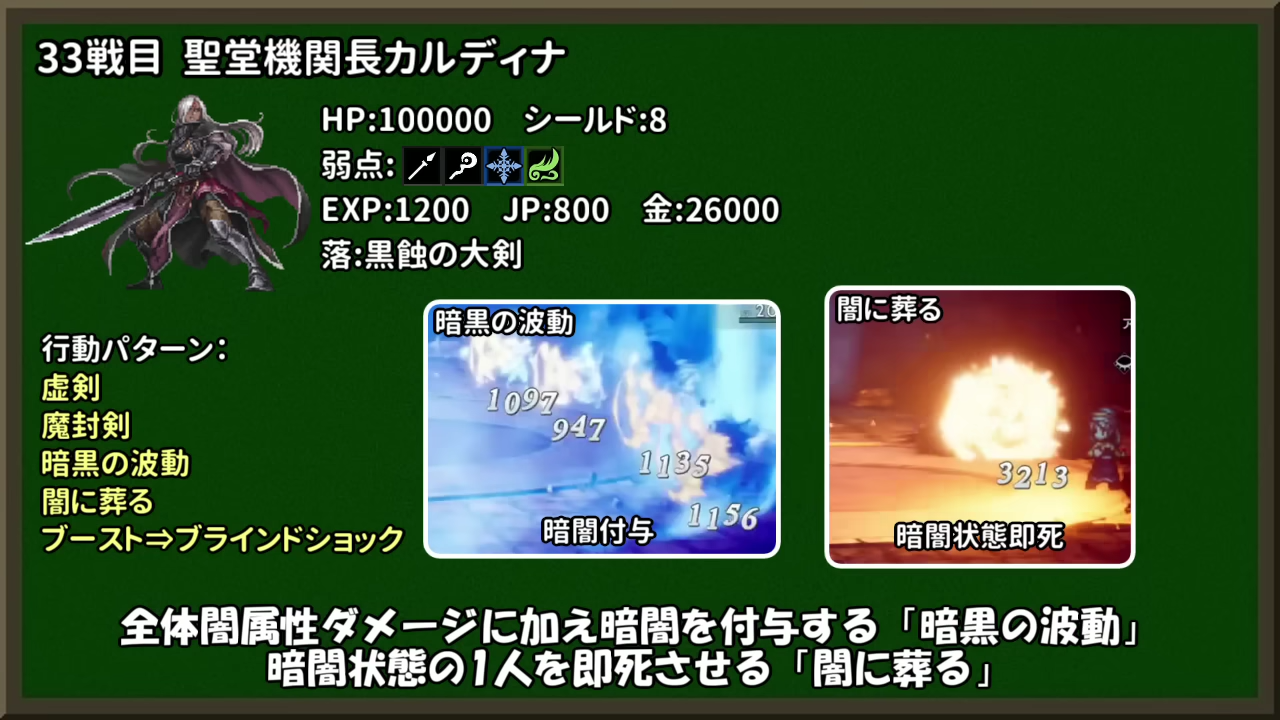 33戦目 聖堂機関長カルディナ
HP:100000 シールド:8
弱点:
EXP:1200 JP:800 金:26000
落:黒蝕の大剣
行動パターン:
虚剣
魔封剣
暗黒の波動
闇に葬る
ブースト⇒ブラインドショック
暗黒の波動
20
1097
947
1135
1156
暗闇付与
闇に葬る
ア
3213
暗闇状態即死
全体闇属性ダメージに加え暗闇を付与する「暗黒の波動」
暗闇状態の1人を即死させる「闇に葬る」